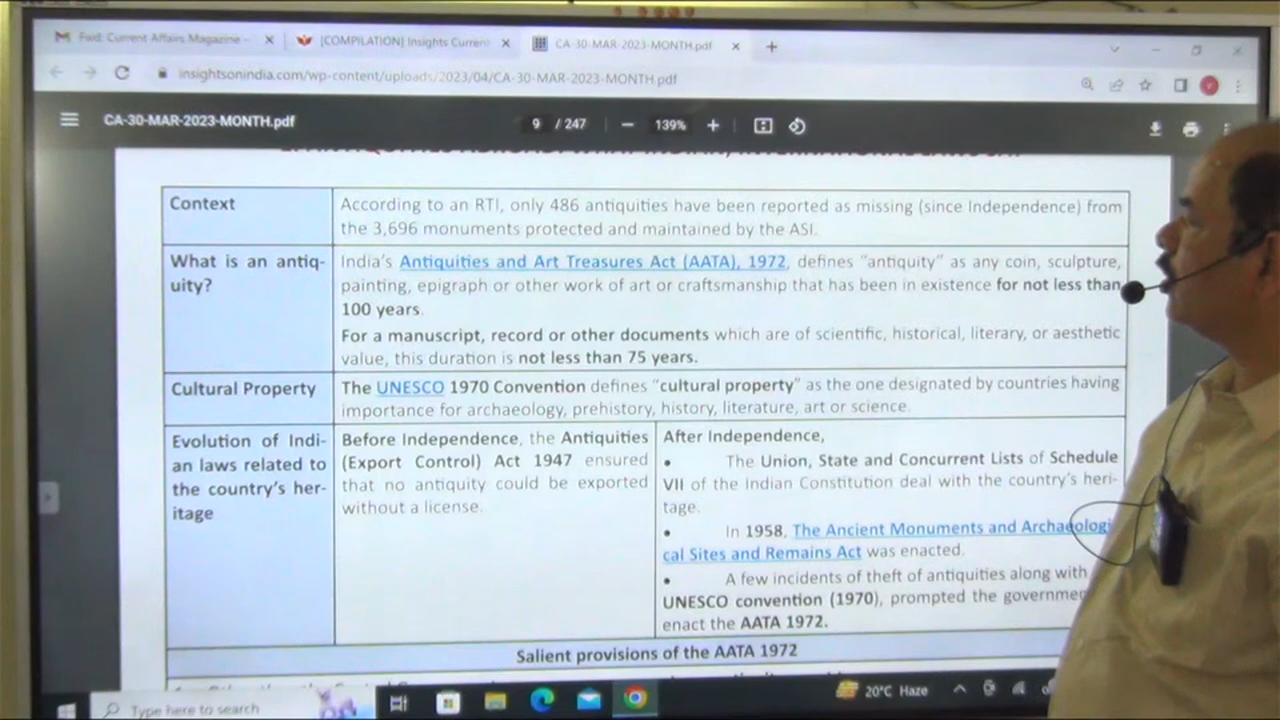 Fwd: Current Affairs Magazine –
[COMPILATION] Insights Current
CA-30-MAR-2023-MONTH.pdf
insightsonindia.com/wp-content/uploads/2023/04/CA-30-MAR-2023-MONTH.pdf
CA-30-MAR-2023-MONTH.pdf
9 / 247
139%
Context
According to an RTI, only 486 antiquities have been reported as missing (since Independence) from
the 3,696 monuments protected and maintained by the ASI.
What is an antiq-
uity?
India's Antiquities and Art Treasures Act (AATA), 1972, defines "antiquity" as any coin, sculpture,
painting, epigraph or other work of art or craftsmanship that has been in existence for not less than
100 years.
For a manuscript, record or other documents which are of scientific, historical, literary, or aesthetic
value, this duration is not less than 75 years.
Cultural Property
The UNESCO 1970 Convention defines "cultural property" as the one designated by countries having
importance for archaeology, prehistory, history, literature, art or science.
Evolution of Indi-
an laws related to
the country's her-
itage
Before Independence, the Antiquities
(Export Control) Act 1947 ensured
that no antiquity could be exported
without a license.
After Independence,
• The Union, State and Concurrent Lists of Schedule
VII of the Indian Constitution deal with the country's heri-
tage.
• In 1958, The Ancient Monuments and Archaeologi
cal Sites and Remains Act was enacted.
• A few incidents of theft of antiquities along with
UNESCO convention (1970), prompted the governme
enact the AATA 1972.
Salient provisions of the AATA 1972
Type here to search
20°C Haze